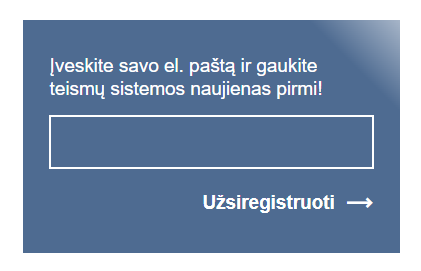 Įveskite savo el. paštą ir gaukite
teismų sistemos naujienas pirmi!
Užsiregistruoti ⟶